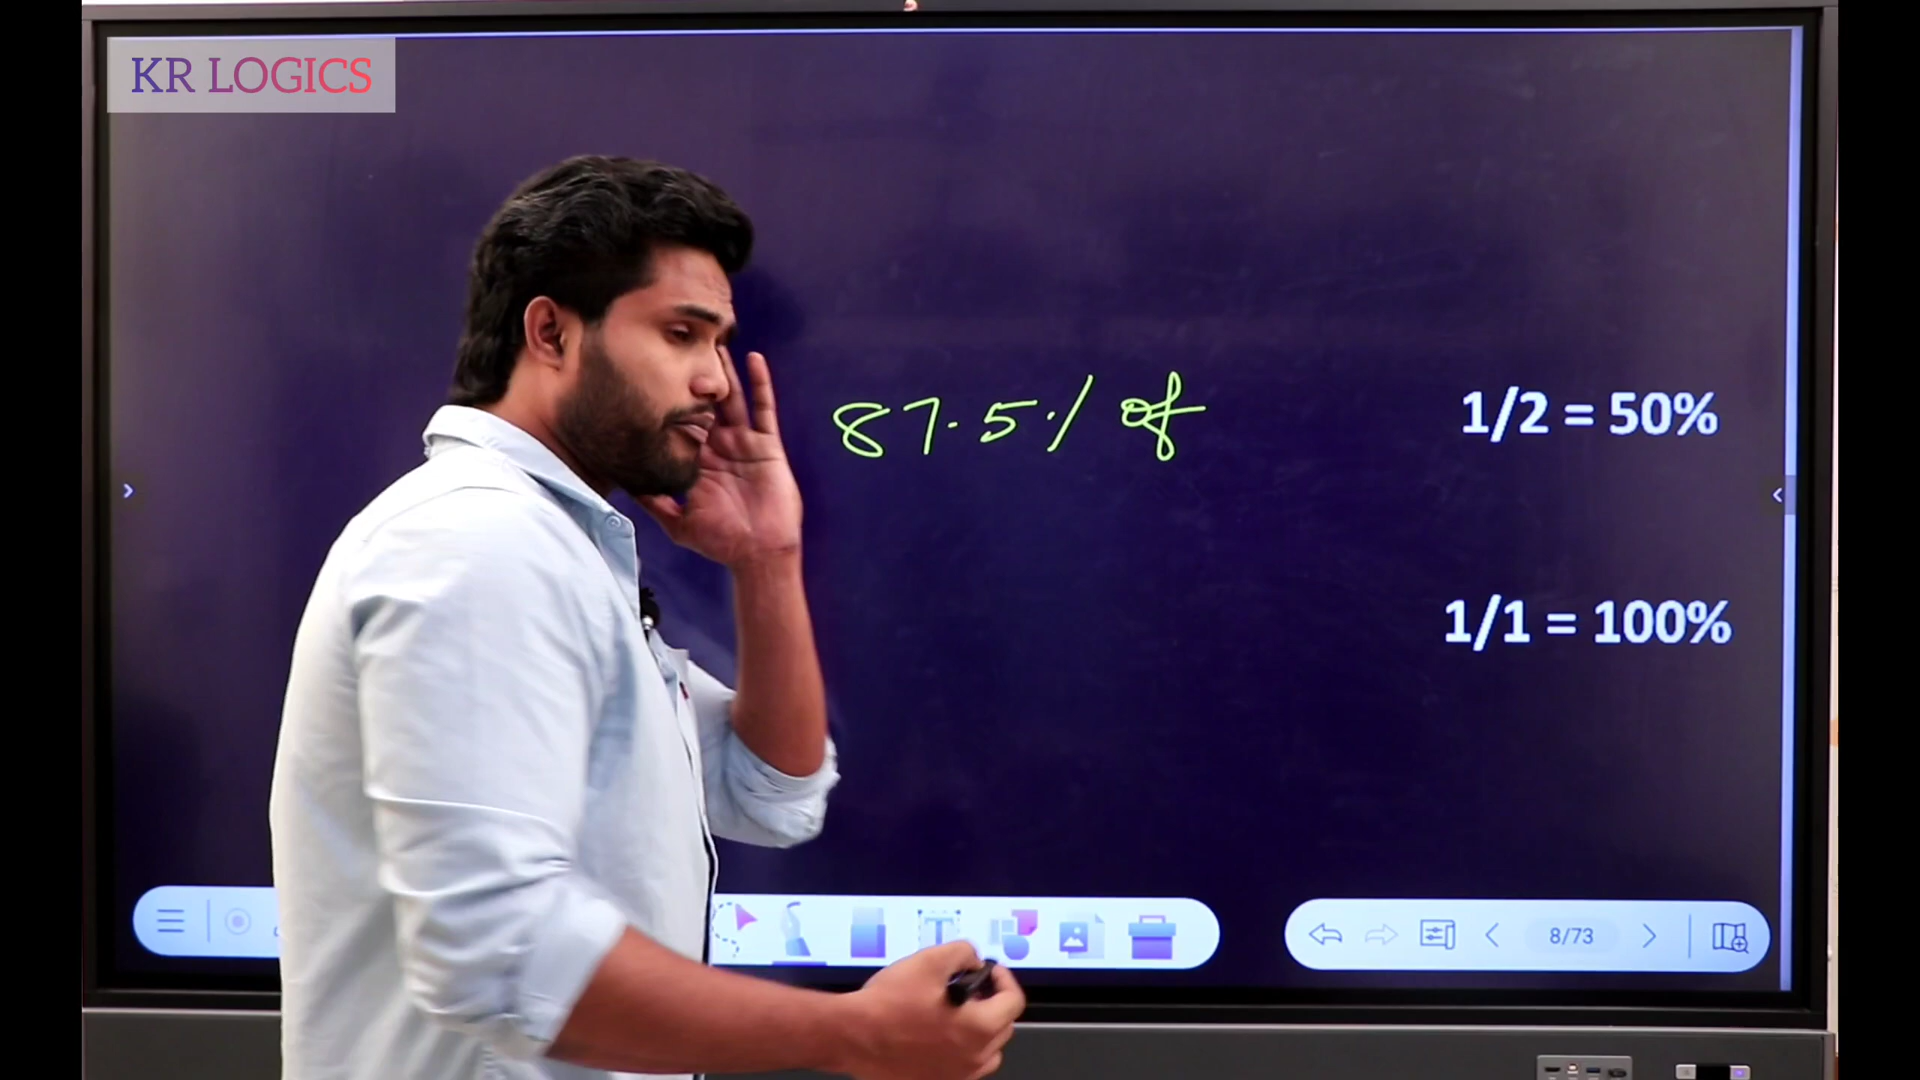 KR LOGICS
87.5% of
1/2 = 50%
1/1 = 100%
8/73